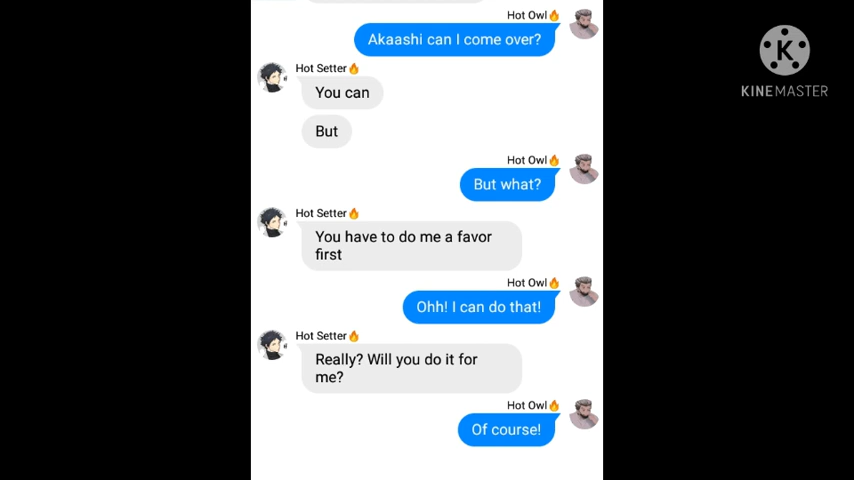 Hot Owl🔥
Akaashi can I come over?
Hot Setter🔥
You can
But
Hot Owl🔥
But what?
Hot Setter🔥
You have to do me a favor
first
Hot Owl🔥
Ohh! I can do that!
Hot Setter🔥
Really? Will you do it for
me?
Hot Owl🔥
Of course!
K
KINEMASTER